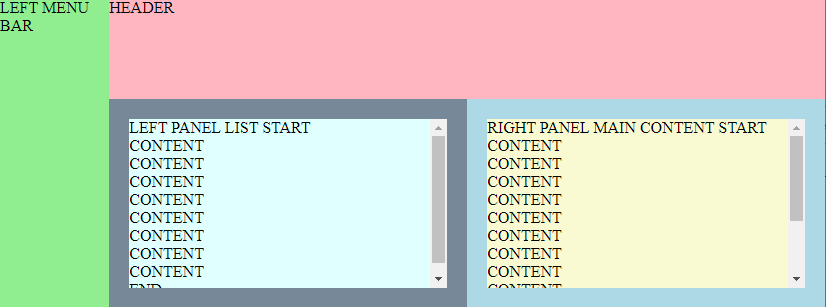 LEFT MENU
BAR
HEADER
LEFT PANEL LIST START
CONTENT
CONTENT
CONTENT
CONTENT
CONTENT
CONTENT
CONTENT
CONTENT
END
RIGHT PANEL MAIN CONTENT START
CONTENT
CONTENT
CONTENT
CONTENT
CONTENT
CONTENT
CONTENT
CONTENT
CONTENT